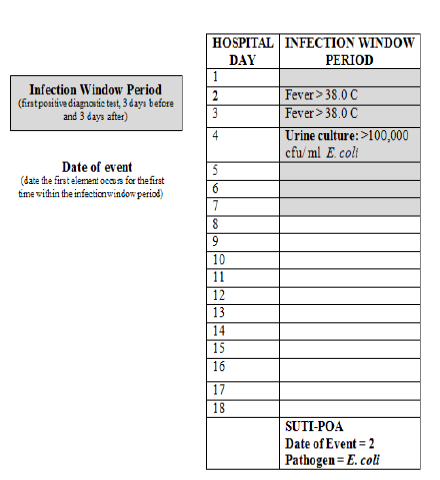 Infection Window Period
(first positive diagnostic test, 3 days before
and 3 days after)
Date of event
(date the first element occurs for the first
time within the infection window period)
HOSPITAL DAY
INFECTION WINDOW PERIOD
1
2 Fever > 38.0 C
3 Fever > 38.0 C
4 Urine culture: >100,000
cfu/ ml E. coli
5
6
7
8
9
10
11
12
13
14
15
16
17
18
SUTI-POA
Date of Event = 2
Pathogen = E. coli